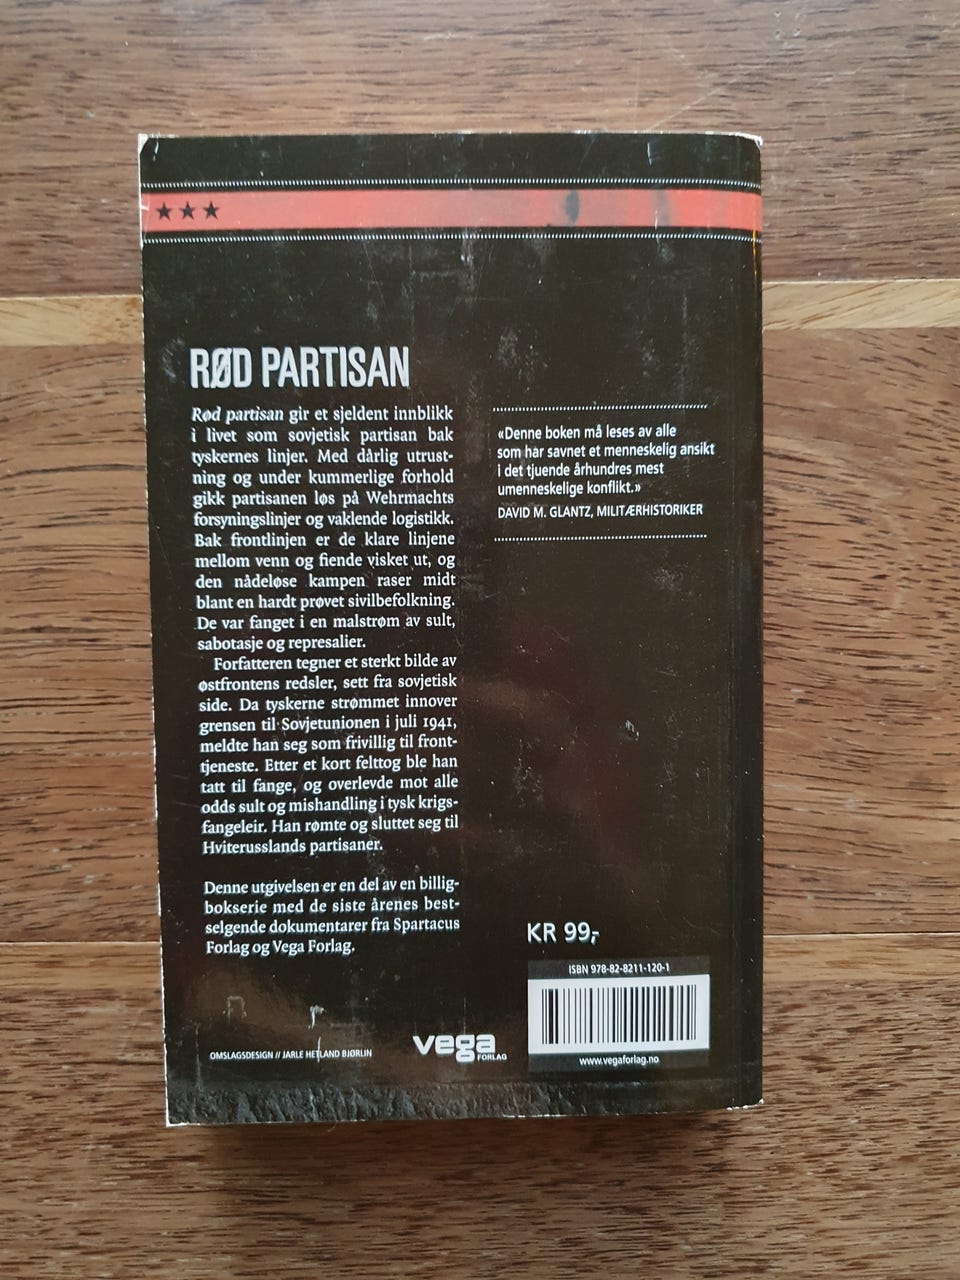 RØD PARTISAN
Rød partisan gir et sjeldent innblikk
i livet som sovjetisk partisan bak
tyskernes linjer. Med dårlig utrust-
ning og under kummerlige forhold
gikk partisanen løs på Wehrmachts
forsyningslinjer og vaklende logistikk.
Bak frontlinjen er de klare linjene
mellom venn og fiende visket ut, og
den nådeløse kampen raser midt
blant en hardt prøvet sivilbefolkning.
De var fanget i en malstrøm av sult,
sabotasje og represalier.
Forfatteren tegner et sterkt bilde av
østfrontens redsler, sett fra sovjetisk
side. Da tyskerne strømmet innover
grensen til Sovjetunionen i juli 1941,
meldte han seg som frivillig til front-
tjeneste. Etter et kort felttog ble han
tatt til fange, og overlevde mot alle
odds sult og mishandling i tysk krigs-
fangeleir. Han rømte og sluttet seg til
Hviterusslands partisaner.
Denne utgivelsen er en del av en billig-
bokserie med de siste årenes best-
selgende dokumentarer fra Spartacus
Forlag og Vega Forlag.
«Denne boken må leses av alle
som har savnet et menneskelig ansikt
i det tjuende århundres mest
umenneskelige konflikt.»
DAVID M. GLANTZ, MILITÆRHISTORIKER
KR 99,-
ISBN 978-82-8211-120-1
www.vegaforlag.no
vega
FORLAG
OMSLAGSDESIGN // JARLE HETLAND BJØRLIN